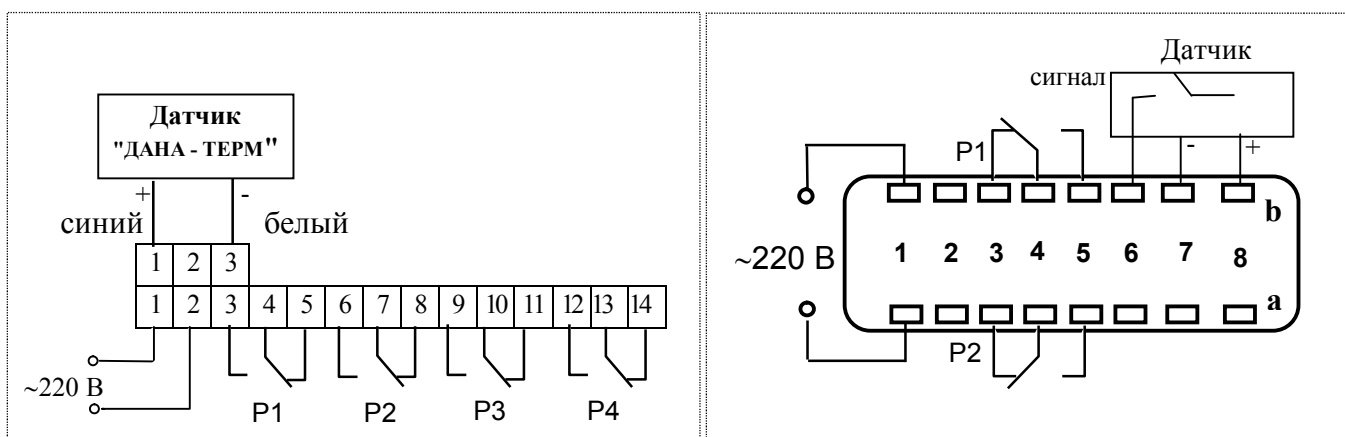 Датчик
"ДАНА - ТЕРМ"
+ -
синий белый
1 2 3
1 2 3 4 5 6 7 8 9 10 11 12 13 14
~220 В
P1 P2 P3 P4
Датчик
сигнал
P1
- +
b
~220 В
1 2 3 4 5 6 7 8
a
P2